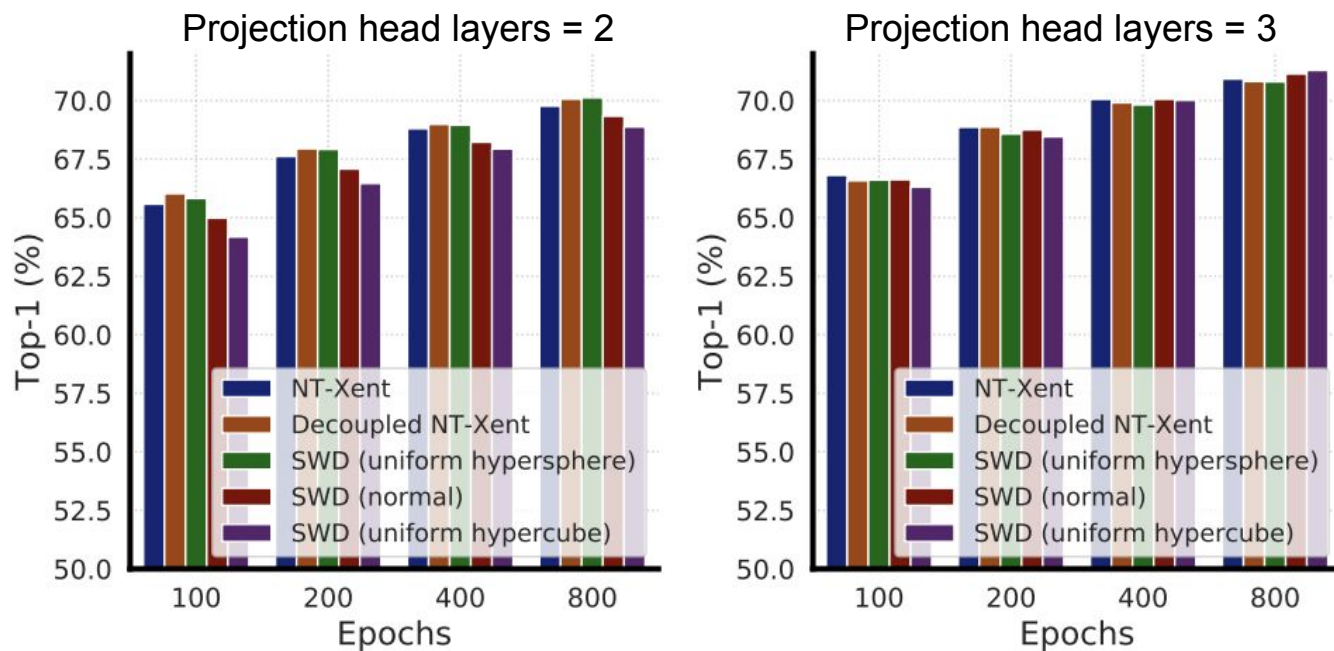 Projection head layers = 2
Top-1 (%)
70.0
67.5
65.0
62.5
60.0
57.5
55.0
52.5
50.0
NT-Xent
Decoupled NT-Xent
SWD (uniform hypersphere)
SWD (normal)
SWD (uniform hypercube)
100 200 400 800
Epochs
Projection head layers = 3
Top-1 (%)
70.0
67.5
65.0
62.5
60.0
57.5
55.0
52.5
50.0
NT-Xent
Decoupled NT-Xent
SWD (uniform hypersphere)
SWD (normal)
SWD (uniform hypercube)
100 200 400 800
Epochs